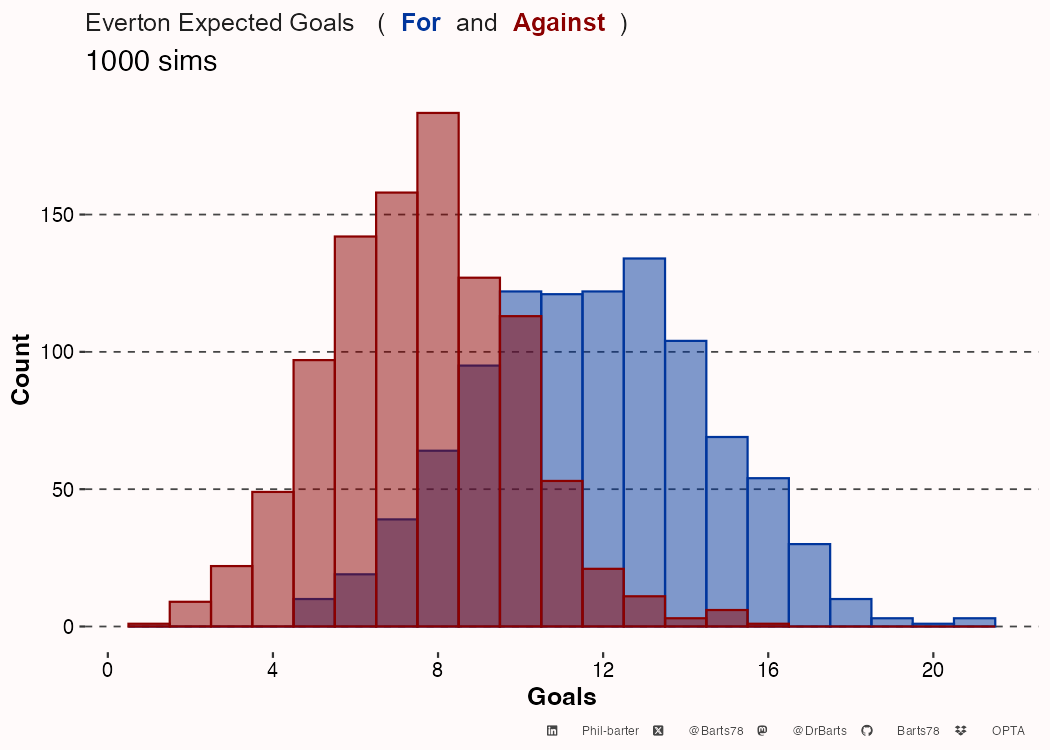 Everton Expected Goals ( For and Against )
1000 sims
150
100
50
0
Count
0 4 8 12 16 20
Goals
Phil-barter @Barts78 @DrBarts Barts78 OPTA